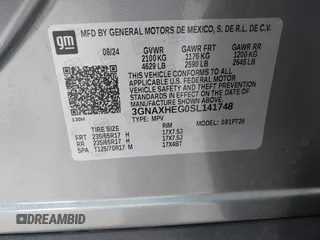 MFD BY GENERAL MOTORS DE MEXICO, S. DE R.L. DE C.V.
gm
08/24 GVWR GAWR FRT GAWR RR
2100 KG 1175 KG 1200 KG
4629 LB 2590 LB 2645 LB
THIS VEHICLE CONFORMS TO ALL APPLICABLE
U.S. FEDERAL MOTOR VEHICLE SAFETY AND
THEFT PREVENTION STANDARDS IN EFFECT ON
THE DATE OF MANUFACTURE SHOWN ABOVE.
3GNAXHEG0SL141748
TYPE: MPV MODEL: 1PT26
TIRE SIZE RIM
FRT 235/65R17 H 17X7.5J
RR 235/65R17 H 17X7.5J
SPA T125/70R17 M 17X4BT
DREAMBID